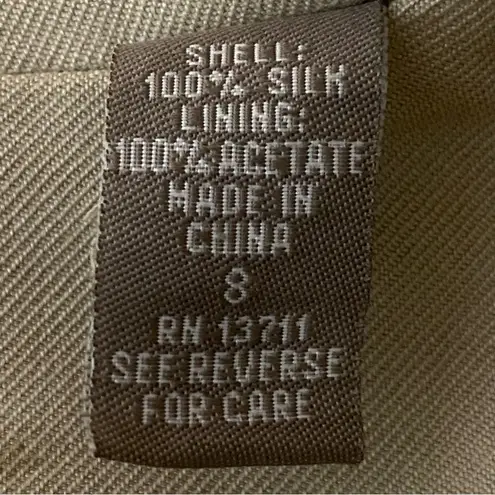 SHELL:
100% SILK
LINING:
100% ACETATE
MADE IN
CHINA
8
RN 13711
SEE REVERSE
FOR CARE